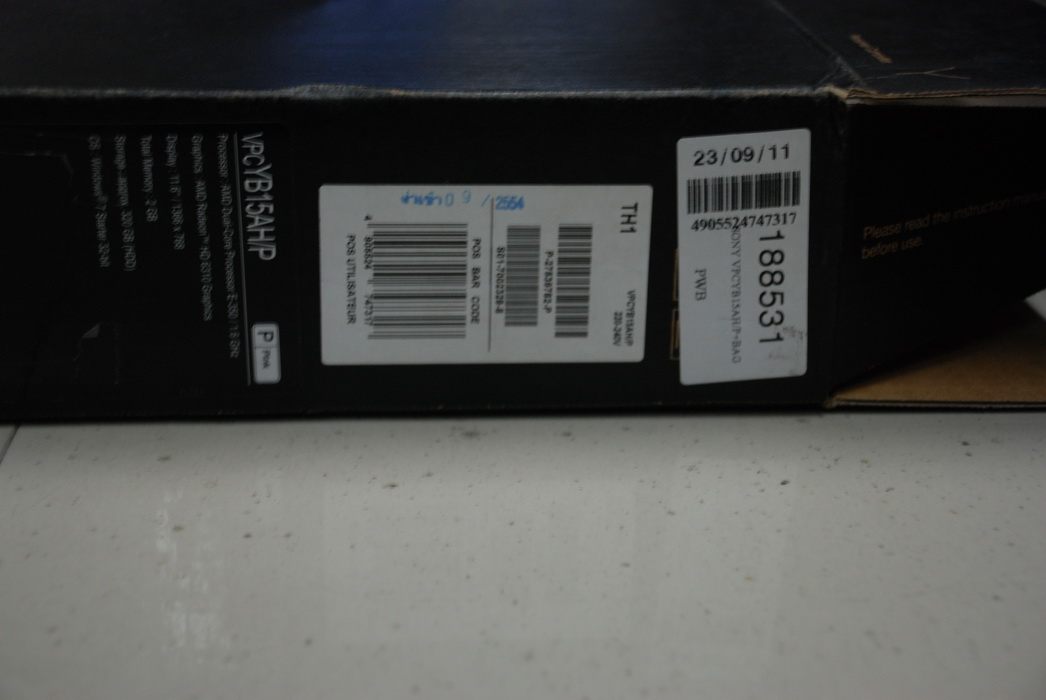 VPCYB15AH/P
Processor : AMD Dual-Core Processor E-350 / 1.6 GHz
Graphics : AMD Radeon™ HD 6310 Graphics
Display : 11.6" / 1366 x 768
Total Memory : 2 GB
Storage : approx. 320 GB (HDD)
OS : Windows® 7 Starter 32-bit
P Pink
TH1
VPCYB15AH/P
220-240V
2554
POS BAR CODE
POS UTILISATEUR
23/09/11
4905524747317
188531
SONY VPCYB15AH/P+BAG
PWB
Please read the instruction
before use.